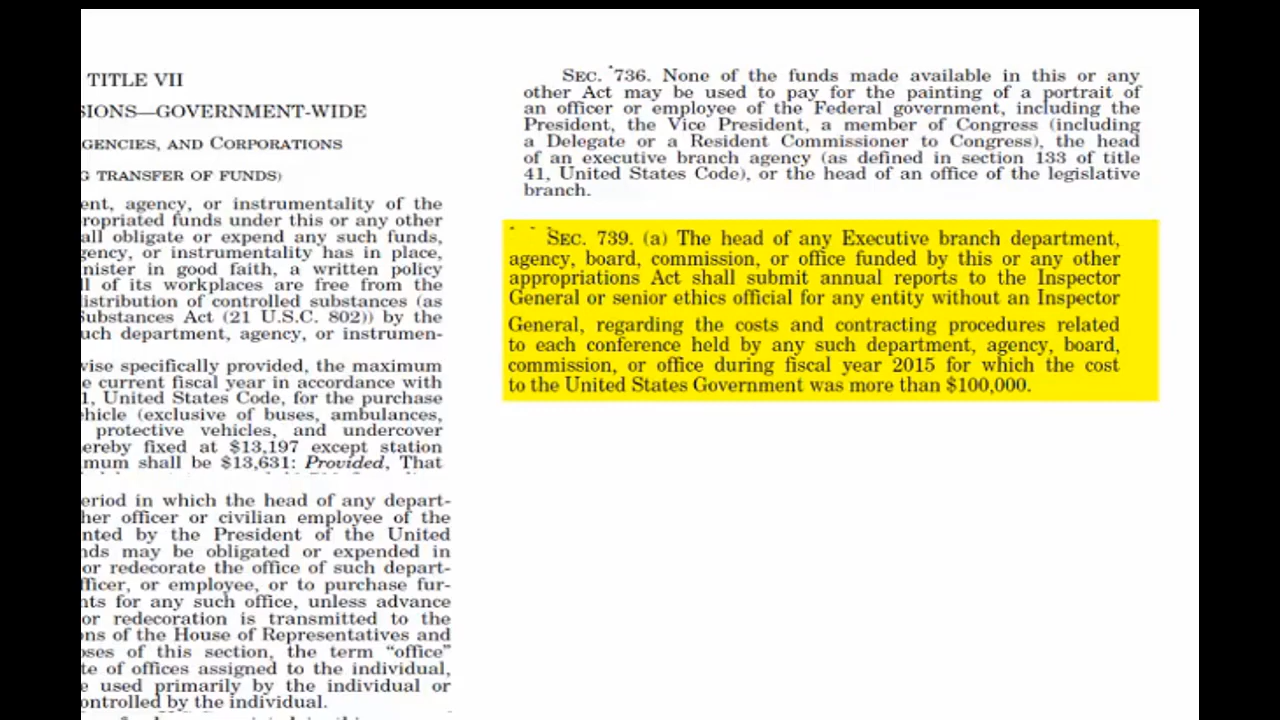 TITLE VII
SIONS—GOVERNMENT-WIDE
GENCIES, AND CORPORATIONS
G TRANSFER OF FUNDS)
ent, agency, or instrumentality of the
ropriated funds under this or any other
all obligate or expend any such funds,
gency, or instrumentality has in place,
nister in good faith, a written policy
ll of its workplaces are free from the
distribution of controlled substances (as
Substances Act (21 U.S.C. 802)) by the
uch department, agency, or instrumen-
wise specifically provided, the maximum
e current fiscal year in accordance with
1, United States Code, for the purchase
hicle (exclusive of buses, ambulances,
protective vehicles, and undercover
ereby fixed at $13,197 except station
mum shall be $13,631: Provided, That
eriod in which the head of any depart-
her officer or civilian employee of the
nted by the President of the United
nds may be obligated or expended in
or redecorate the office of such depart-
fficer, or employee, or to purchase fur-
nts for any such office, unless advance
or redecoration is transmitted to the
ons of the House of Representatives and
oses of this section, the term “office”
te of offices assigned to the individual,
e used primarily by the individual or
ontrolled by the individual.
SEC. 736. None of the funds made available in this or any
other Act may be used to pay for the painting of a portrait of
an officer or employee of the Federal government, including the
President, the Vice President, a member of Congress (including
a Delegate or a Resident Commissioner to Congress), the head
of an executive branch agency (as defined in section 133 of title
41, United States Code), or the head of an office of the legislative
branch.
SEC. 739. (a) The head of any Executive branch department,
agency, board, commission, or office funded by this or any other
appropriations Act shall submit annual reports to the Inspector
General or senior ethics official for any entity without an Inspector
General, regarding the costs and contracting procedures related
to each conference held by any such department, agency, board,
commission, or office during fiscal year 2015 for which the cost
to the United States Government was more than $100,000.